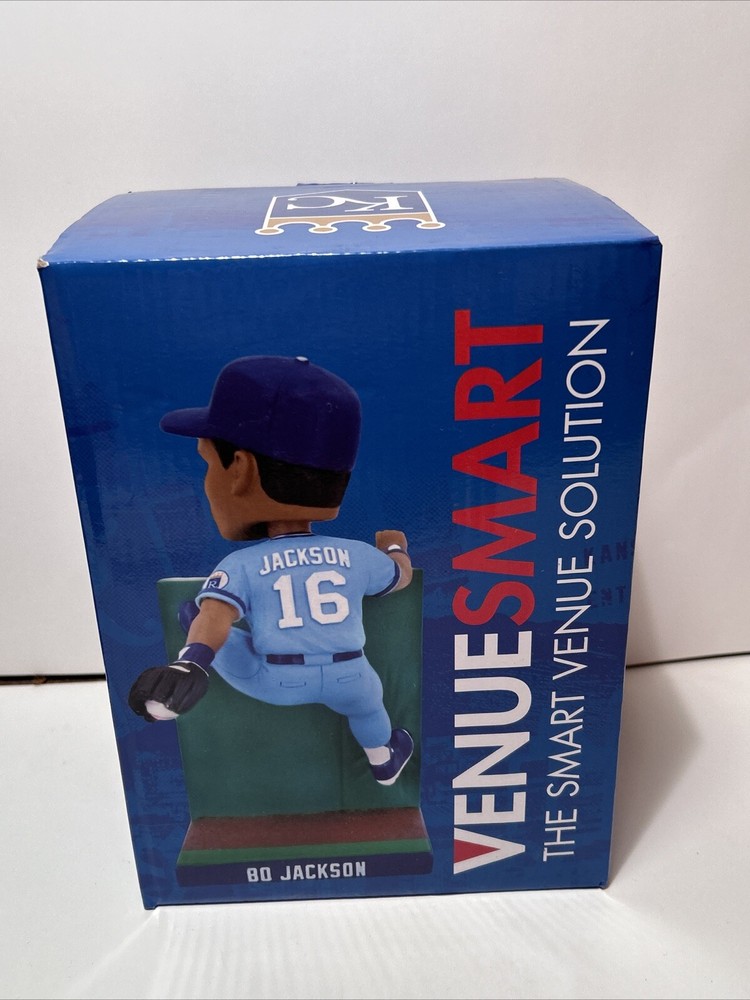 KC
JACKSON
16
R
BO JACKSON
VENUESMART
THE SMART VENUE SOLUTION